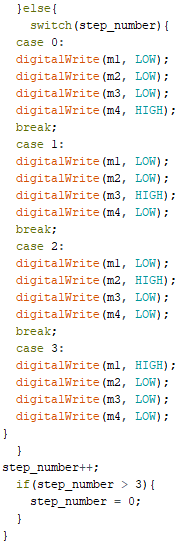 }else{
switch(step_number){
case 0:
digitalWrite(m1, LOW);
digitalWrite(m2, LOW);
digitalWrite(m3, LOW);
digitalWrite(m4, HIGH);
break;
case 1:
digitalWrite(m1, LOW);
digitalWrite(m2, LOW);
digitalWrite(m3, HIGH);
digitalWrite(m4, LOW);
break;
case 2:
digitalWrite(m1, LOW);
digitalWrite(m2, HIGH);
digitalWrite(m3, LOW);
digitalWrite(m4, LOW);
break;
case 3:
digitalWrite(m1, HIGH);
digitalWrite(m2, LOW);
digitalWrite(m3, LOW);
digitalWrite(m4, LOW);
}
}
step_number++;
if(step_number > 3){
step_number = 0;
}
}